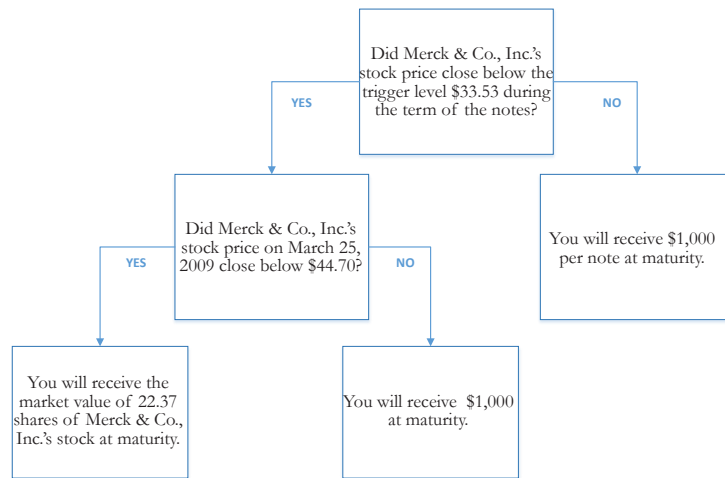 Did Merck & Co., Inc.'s
stock price close below the
trigger level $33.53 during
the term of the notes?
YES
NO
Did Merck & Co., Inc.'s
stock price on March 25,
2009 close below $44.70?
You will receive $1,000
per note at maturity.
YES
NO
You will receive the
market value of 22.37
shares of Merck & Co.,
Inc.'s stock at maturity.
You will receive $1,000
at maturity.